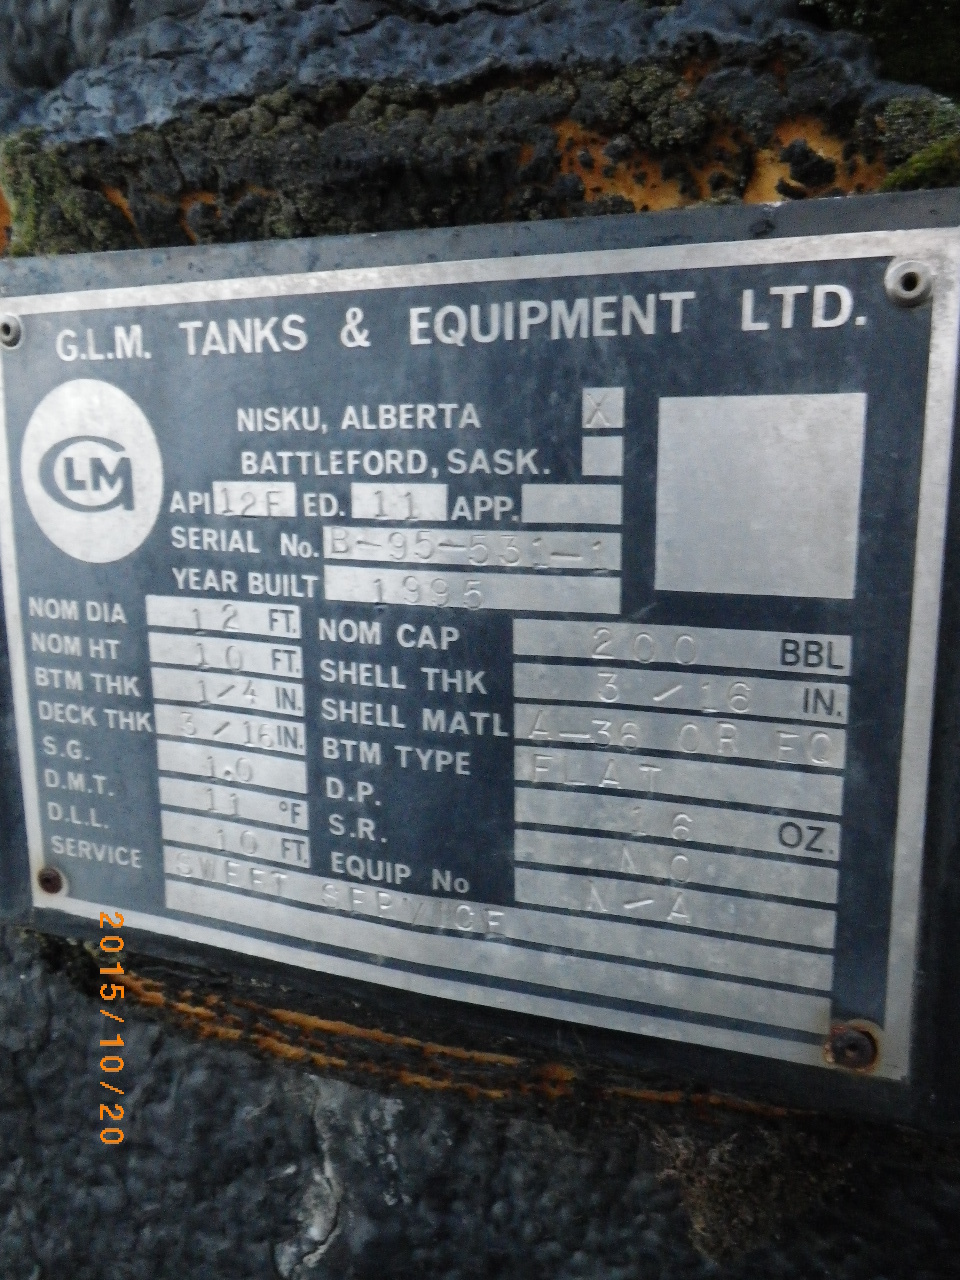 G.L.M. TANKS & EQUIPMENT LTD.
GLM
NISKU, ALBERTA X
BATTLEFORD, SASK.
API 12F ED. 11 APP.
SERIAL No. B-95-531-1
YEAR BUILT 1995
NOM DIA 12 FT.
NOM HT 10 FT.
BTM THK 1/4 IN.
DECK THK 3/16 IN.
S.G. 1.0
D.M.T. 11 °F
D.L.L. 10 FT.
SERVICE SWEET SERVICE
NOM CAP 200 BBL
SHELL THK 3/16 IN.
SHELL MATL A-36 OR EQ
BTM TYPE FLAT
D.P. 16 OZ.
S.R. NO
EQUIP No N-A
2015/10/20